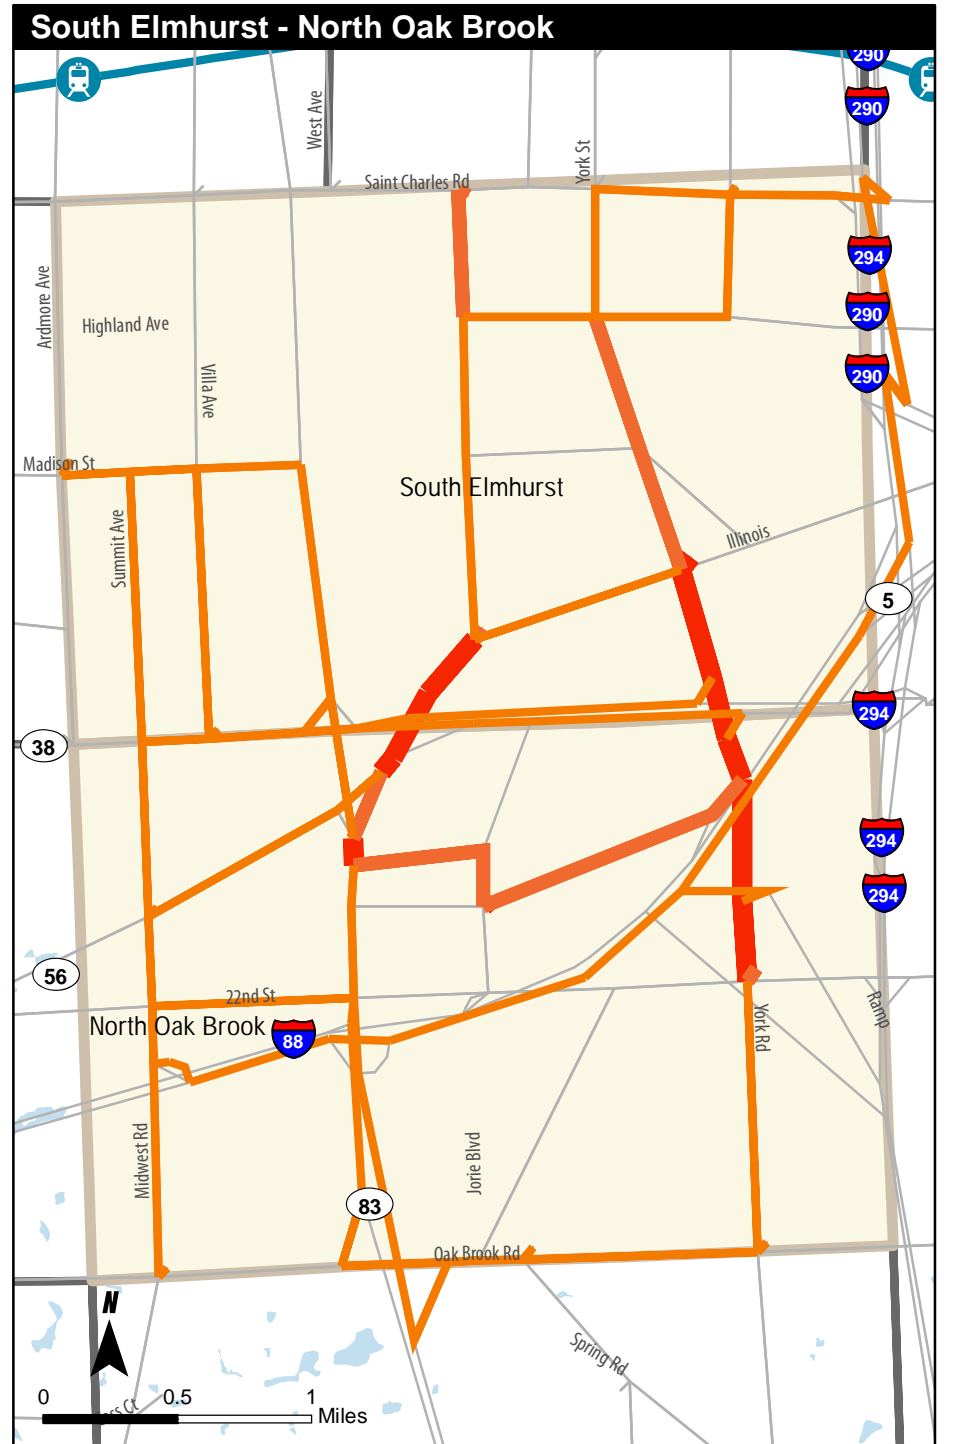 South Elmhurst - North Oak Brook
290
290
West Ave
York St
Saint Charles Rd
294
Ardmore Ave
290
Highland Ave
290
Villa Ave
Madison St
South Elmhurst
Summit Ave
Illinois
5
294
38
294
294
56
22nd St
Ramp
North Oak Brook
88
York Rd
Midwest Rd
Jorie Blvd
83
Oak Brook Rd
N
Spring Rd
0 0.5 1
Miles
Ct